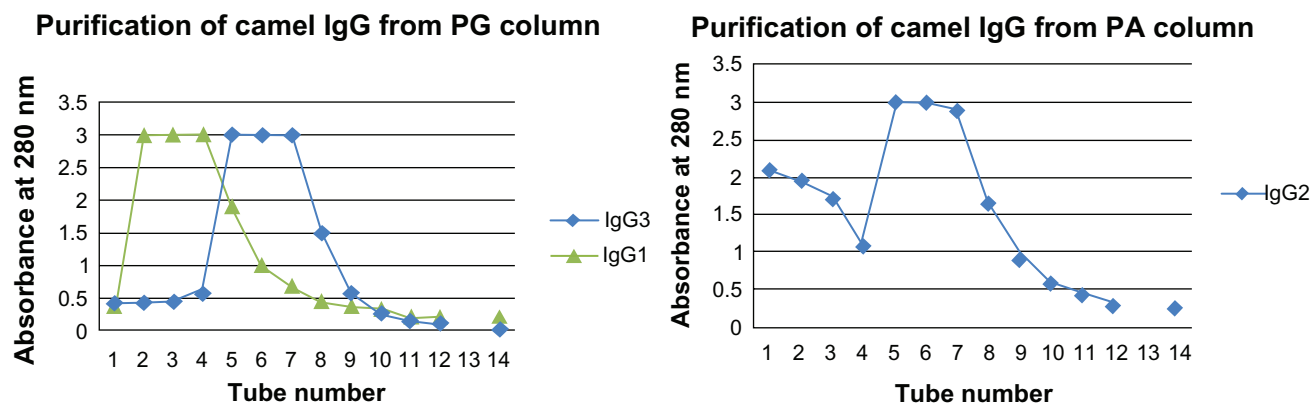 Purification of camel IgG from PG column
Absorbance at 280 nm
3.5
3
2.5
2
1.5
1
0.5
0
1 2 3 4 5 6 7 8 9 10 11 12 13 14
Tube number
IgG3
IgG1
Purification of camel IgG from PA column
Absorbance at 280 nm
3.5
3
2.5
2
1.5
1
0.5
0
1 2 3 4 5 6 7 8 9 10 11 12 13 14
Tube number
IgG2